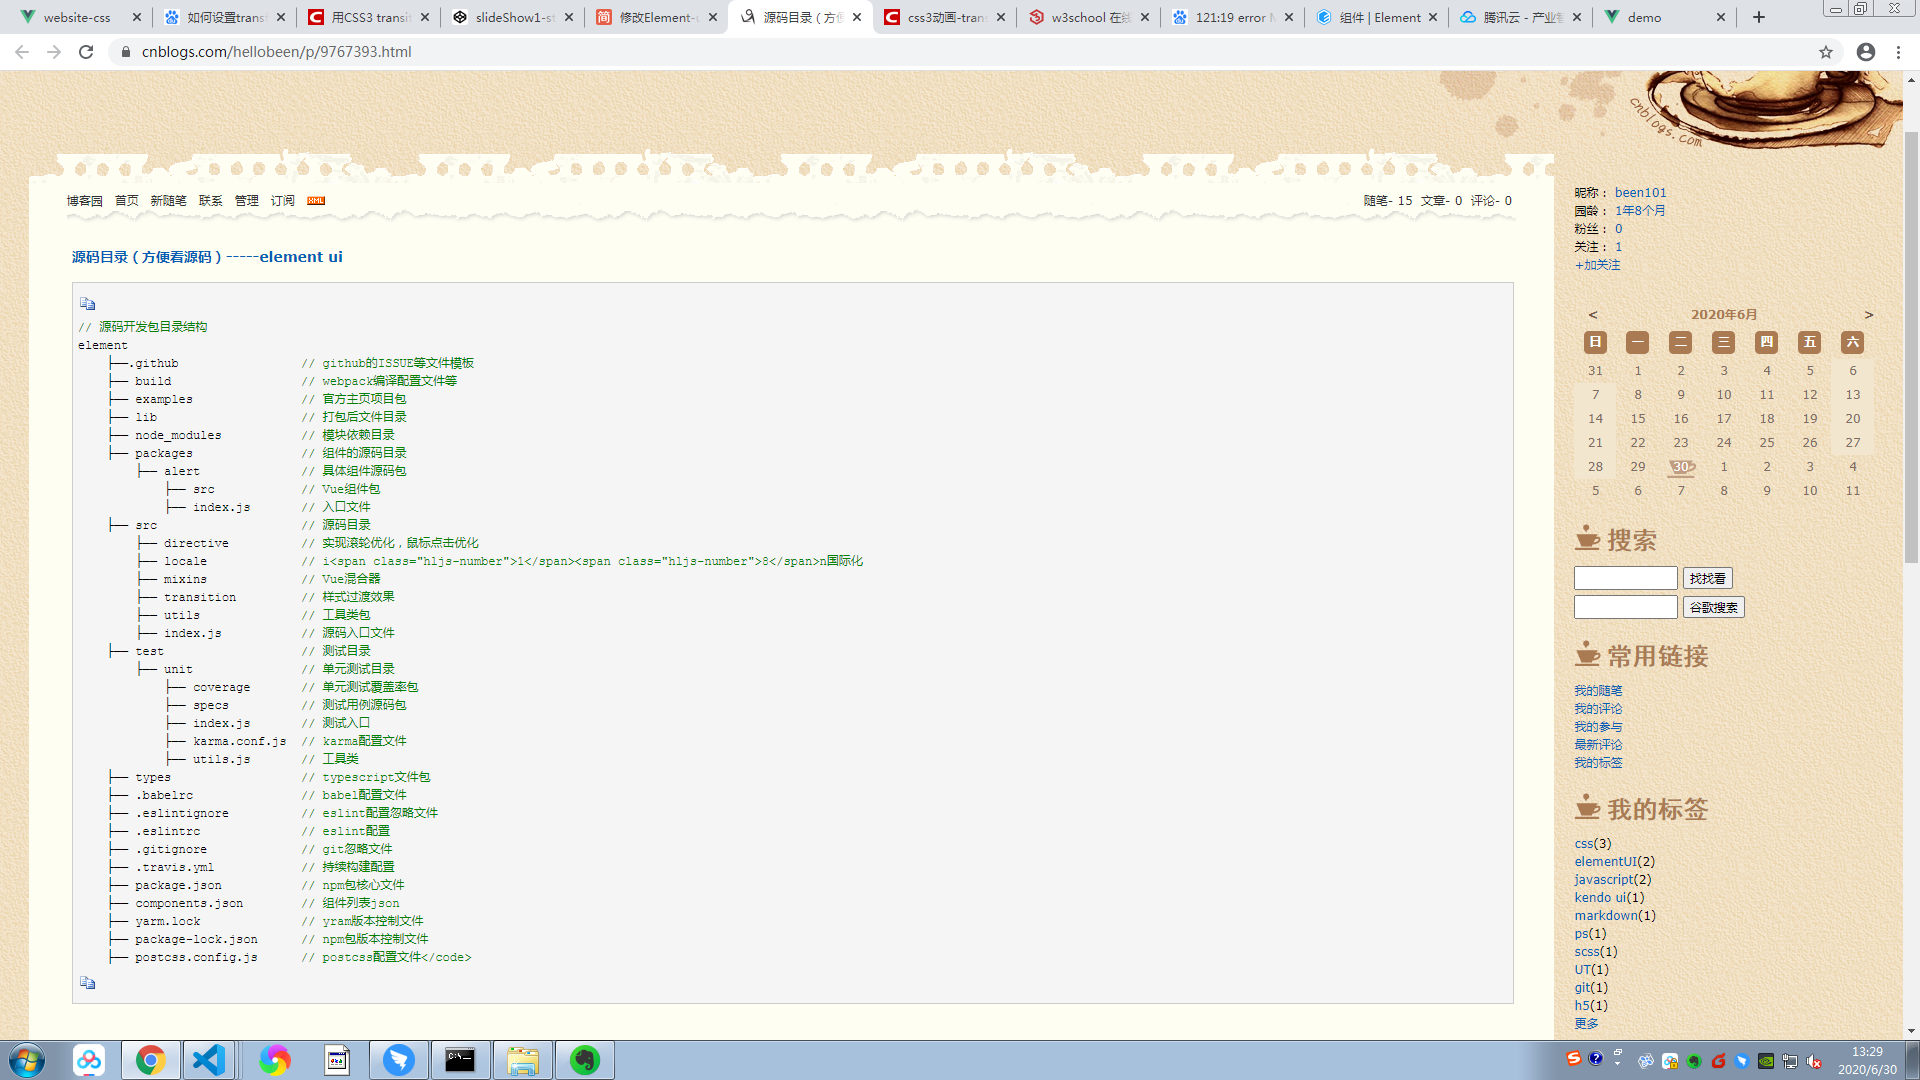 website-css
如何设置trans
用CSS3 transit
slideShow1-st
修改Element-u
源码目录（方便
css3动画-tran
w3school 在线
121:19 error
组件 | Element
腾讯云 - 产业智
demo
cnblogs.com/hellobeen/p/9767393.html
cnblogs.com
博客园 首页 新随笔 联系 管理 订阅 XML
随笔- 15 文章- 0 评论- 0
源码目录（方便看源码）-----element ui
// 源码开发包目录结构
element
├──.github // github的ISSUE等文件模板
├── build // webpack编译配置文件等
├── examples // 官方主页项目包
├── lib // 打包后文件目录
├── node_modules // 模块依赖目录
├── packages // 组件的源码目录
├── alert // 具体组件源码包
├── src // Vue组件包
├── index.js // 入口文件
├── src // 源码目录
├── directive // 实现滚轮优化，鼠标点击优化
├── locale // i<span class="hljs-number">1</span><span class="hljs-number">8</span>n国际化
├── mixins // Vue混合器
├── transition // 样式过渡效果
├── utils // 工具类包
├── index.js // 源码入口文件
├── test // 测试目录
├── unit // 单元测试目录
├── coverage // 单元测试覆盖率包
├── specs // 测试用例源码包
├── index.js // 测试入口
├── karma.conf.js // karma配置文件
├── utils.js // 工具类
├── types // typescript文件包
├── .babelrc // babel配置文件
├── .eslintignore // eslint配置忽略文件
├── .eslintrc // eslint配置
├── .gitignore // git忽略文件
├── .travis.yml // 持续构建配置
├── package.json // npm包核心文件
├── components.json // 组件列表json
├── yarm.lock // yram版本控制文件
├── package-lock.json // npm包版本控制文件
├── postcss.config.js // postcss配置文件</code>
昵称： been101
园龄： 1年8个月
粉丝： 0
关注： 1
+加关注
< 2020年6月 >
日 一 二 三 四 五 六
31 1 2 3 4 5 6
7 8 9 10 11 12 13
14 15 16 17 18 19 20
21 22 23 24 25 26 27
28 29 30 1 2 3 4
5 6 7 8 9 10 11
搜索
找找看
谷歌搜索
常用链接
我的随笔
我的评论
我的参与
最新评论
我的标签
我的标签
css(3)
elementUI(2)
javascript(2)
kendo ui(1)
markdown(1)
ps(1)
scss(1)
UT(1)
git(1)
h5(1)
更多
13:29
2020/6/30